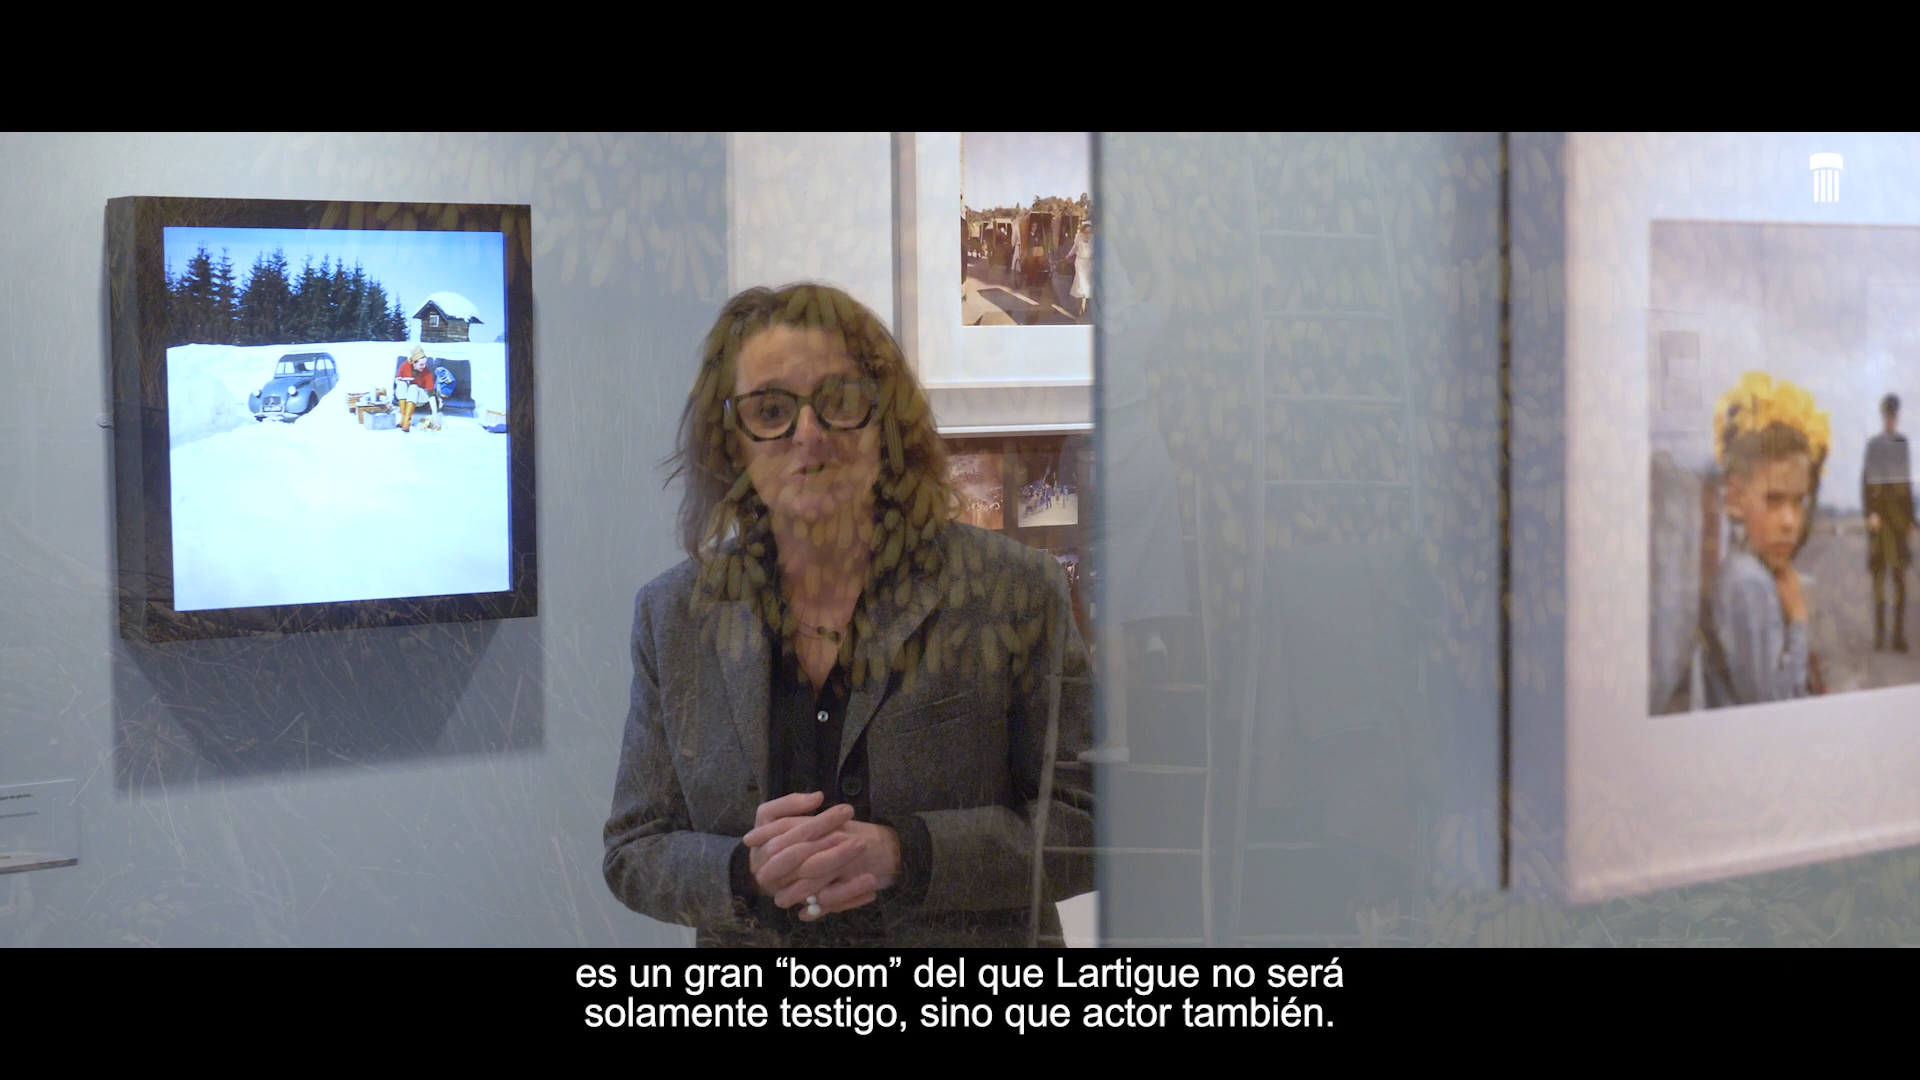 es un gran “boom” del que Lartigue no será
solamente testigo, sino que actor también.